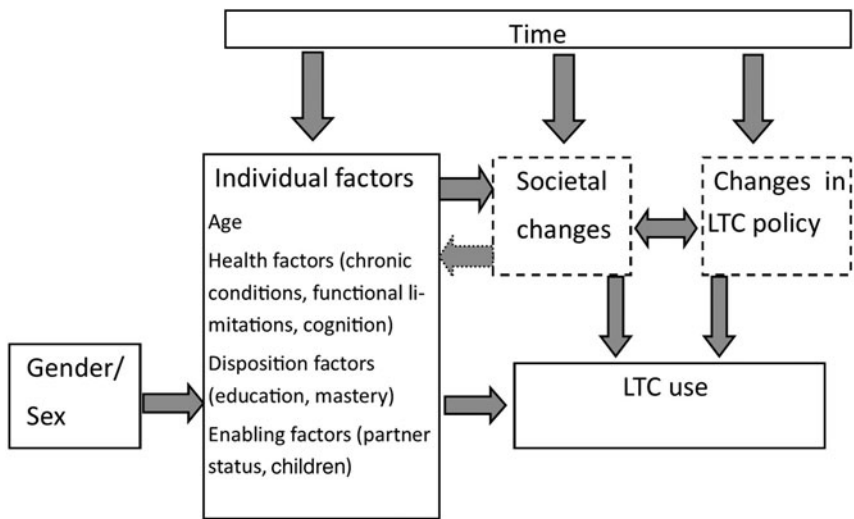 Time
Individual factors
Age
Health factors (chronic
conditions, functional li-
mitations, cognition)
Disposition factors
(education, mastery)
Enabling factors (partner
status, children)
Societal
changes
Changes in
LTC policy
Gender/
Sex
LTC use